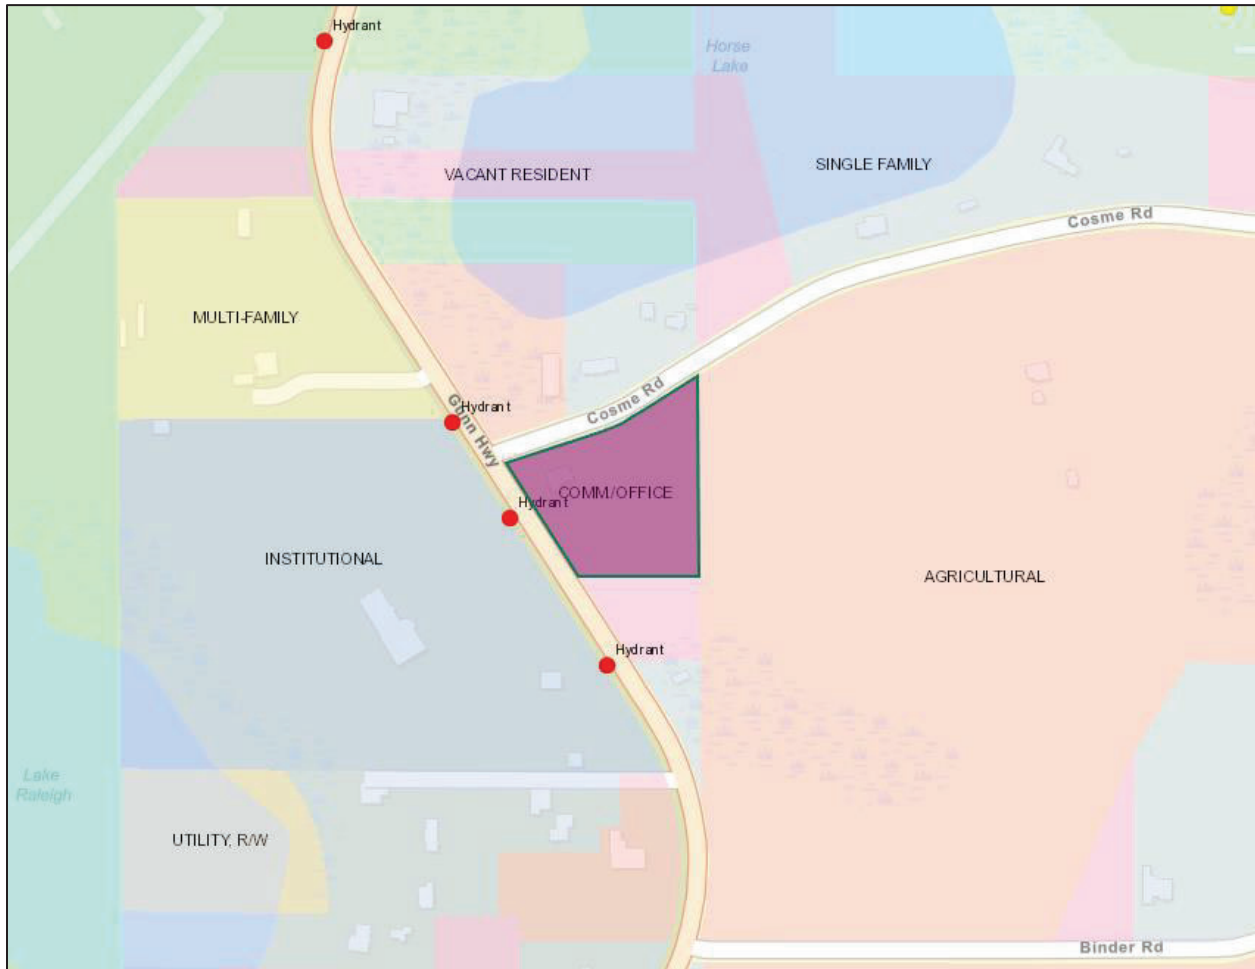 Hydrant
Horse
Lake
VACANT RESIDENT
SINGLE FAMILY
Cosme Rd
MULTI-FAMILY
Cosme Rd
Hydrant
Gunn Hwy
COMM./OFFICE
Hydrant
INSTITUTIONAL
AGRICULTURAL
Hydrant
Lake
Raleigh
UTILITY, R/W
Binder Rd